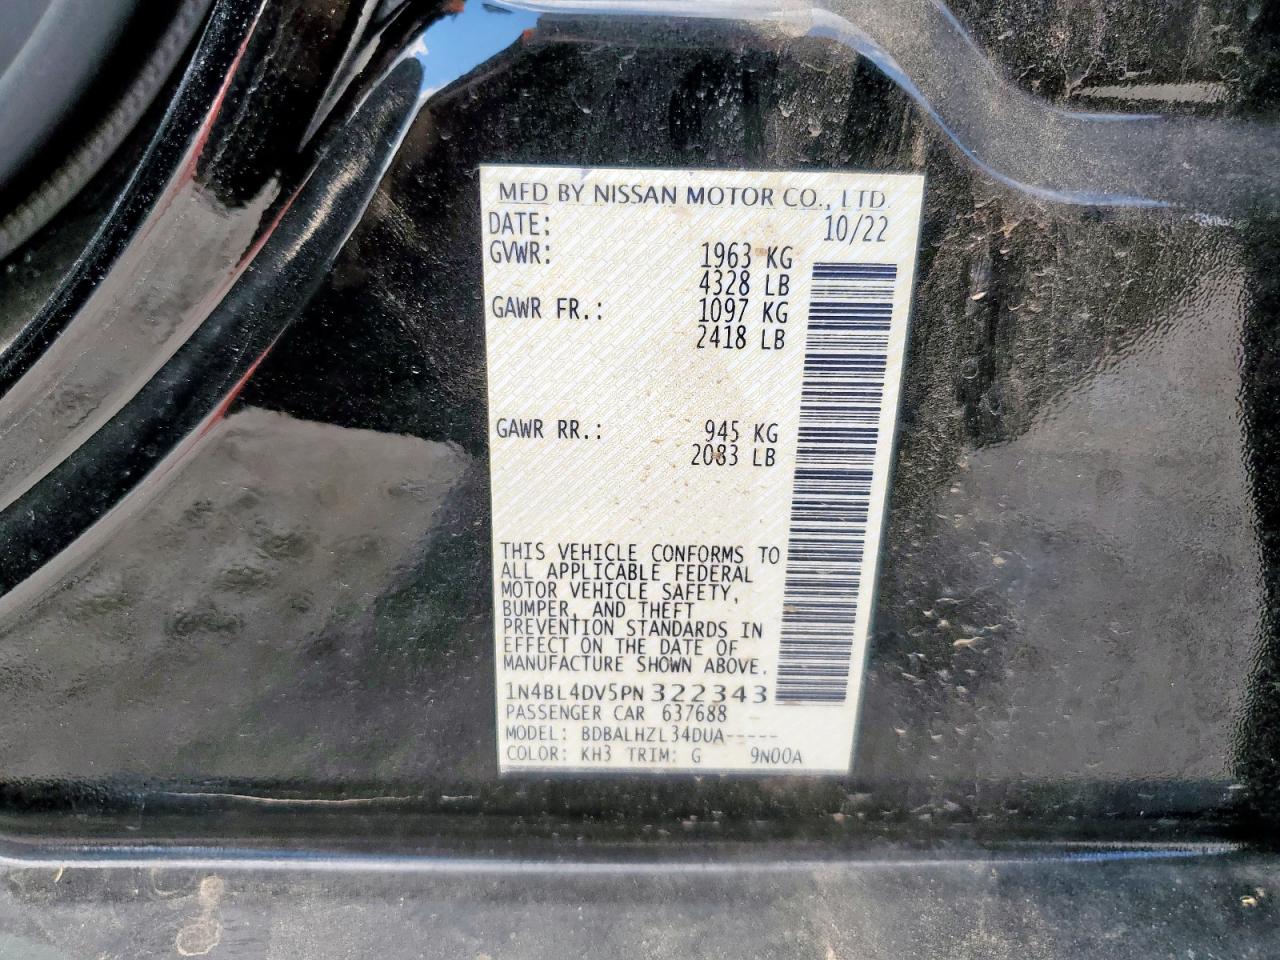 MFD BY NISSAN MOTOR CO., LTD.
DATE: 10/22
GVWR: 1963 KG
4328 LB
GAWR FR.: 1097 KG
2418 LB
GAWR RR.: 945 KG
2083 LB
THIS VEHICLE CONFORMS TO
ALL APPLICABLE FEDERAL
MOTOR VEHICLE SAFETY,
BUMPER, AND THEFT
PREVENTION STANDARDS IN
EFFECT ON THE DATE OF
MANUFACTURE SHOWN ABOVE.
1N4BL4DV5PN322343
PASSENGER CAR 637688
MODEL: BDBALHZL34DUA-----
COLOR: KH3 TRIM: G 9N00A